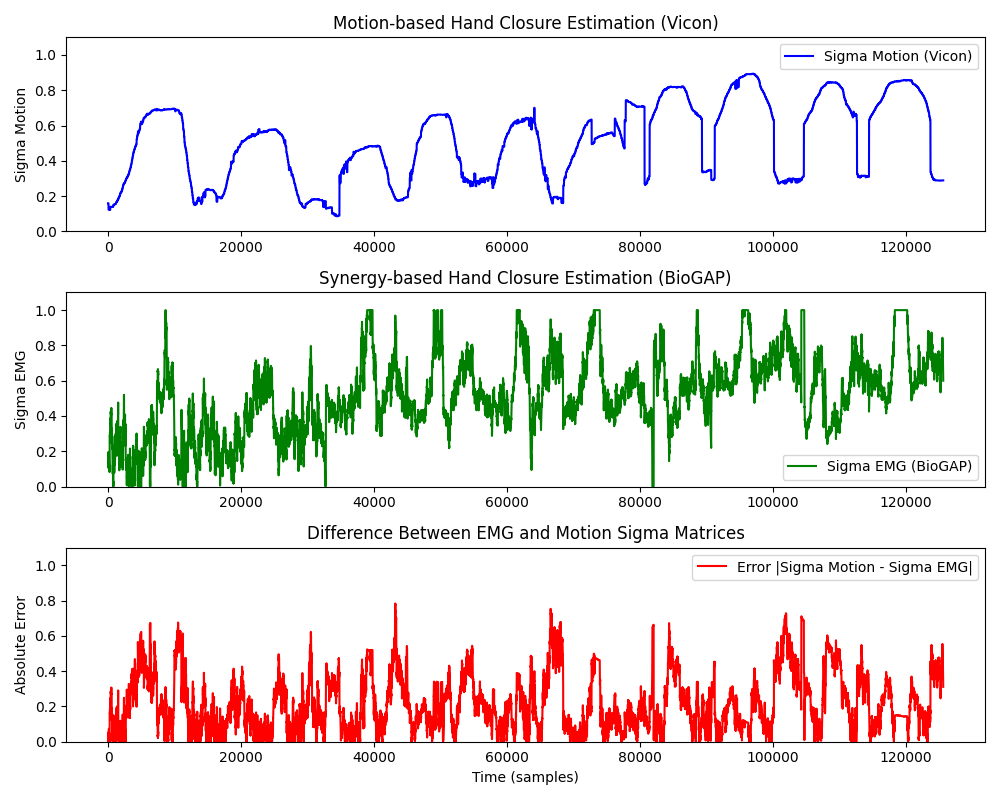 Motion-based Hand Closure Estimation (Vicon)
Sigma Motion (Vicon)
Sigma Motion
1.0
0.8
0.6
0.4
0.2
0.0
0 20000 40000 60000 80000 100000 120000
Synergy-based Hand Closure Estimation (BioGAP)
Sigma EMG
1.0
0.8
0.6
0.4
0.2
0.0
Sigma EMG (BioGAP)
0 20000 40000 60000 80000 100000 120000
Difference Between EMG and Motion Sigma Matrices
Error |Sigma Motion - Sigma EMG|
Absolute Error
1.0
0.8
0.6
0.4
0.2
0.0
0 20000 40000 60000 80000 100000 120000
Time (samples)